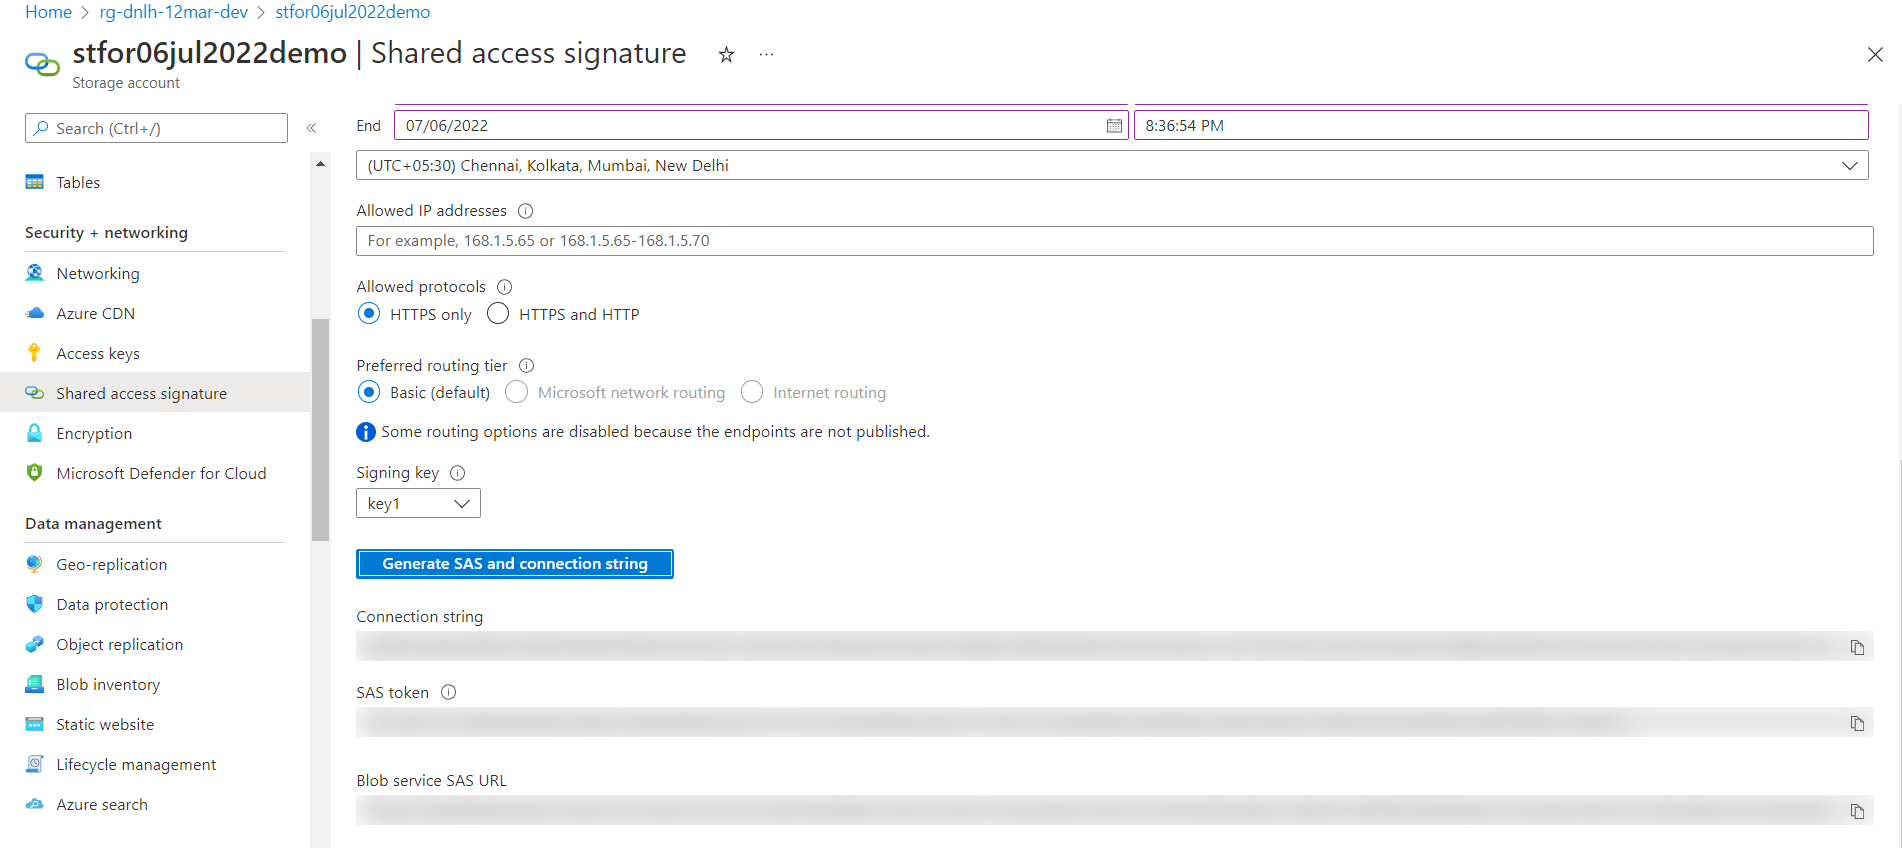 Home > rg-dnlh-12mar-dev > stfor06jul2022demo
stfor06jul2022demo | Shared access signature
Storage account
Search (Ctrl+/)
Tables
Security + networking
Networking
Azure CDN
Access keys
Shared access signature
Encryption
Microsoft Defender for Cloud
Data management
Geo-replication
Data protection
Object replication
Blob inventory
Static website
Lifecycle management
Azure search
End 07/06/2022 8:36:54 PM
(UTC+05:30) Chennai, Kolkata, Mumbai, New Delhi
Allowed IP addresses
For example, 168.1.5.65 or 168.1.5.65-168.1.5.70
Allowed protocols
HTTPS only HTTPS and HTTP
Preferred routing tier
Basic (default) Microsoft network routing Internet routing
Some routing options are disabled because the endpoints are not published.
Signing key
key1
Generate SAS and connection string
Connection string
SAS token
Blob service SAS URL